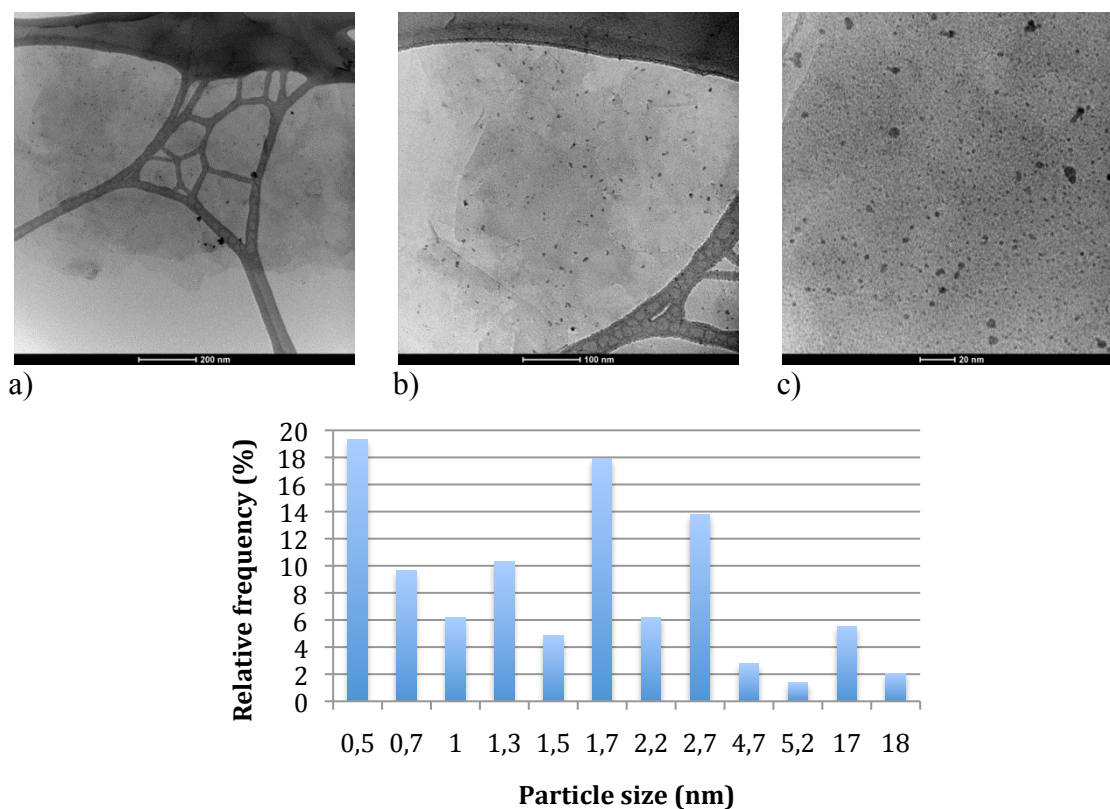 200 nm
100 nm
20 nm
a)
b)
c)
Relative frequency (%)
20
18
16
14
12
10
8
6
4
2
0
0,5 0,7 1 1,3 1,5 1,7 2,2 2,7 4,7 5,2 17 18
Particle size (nm)